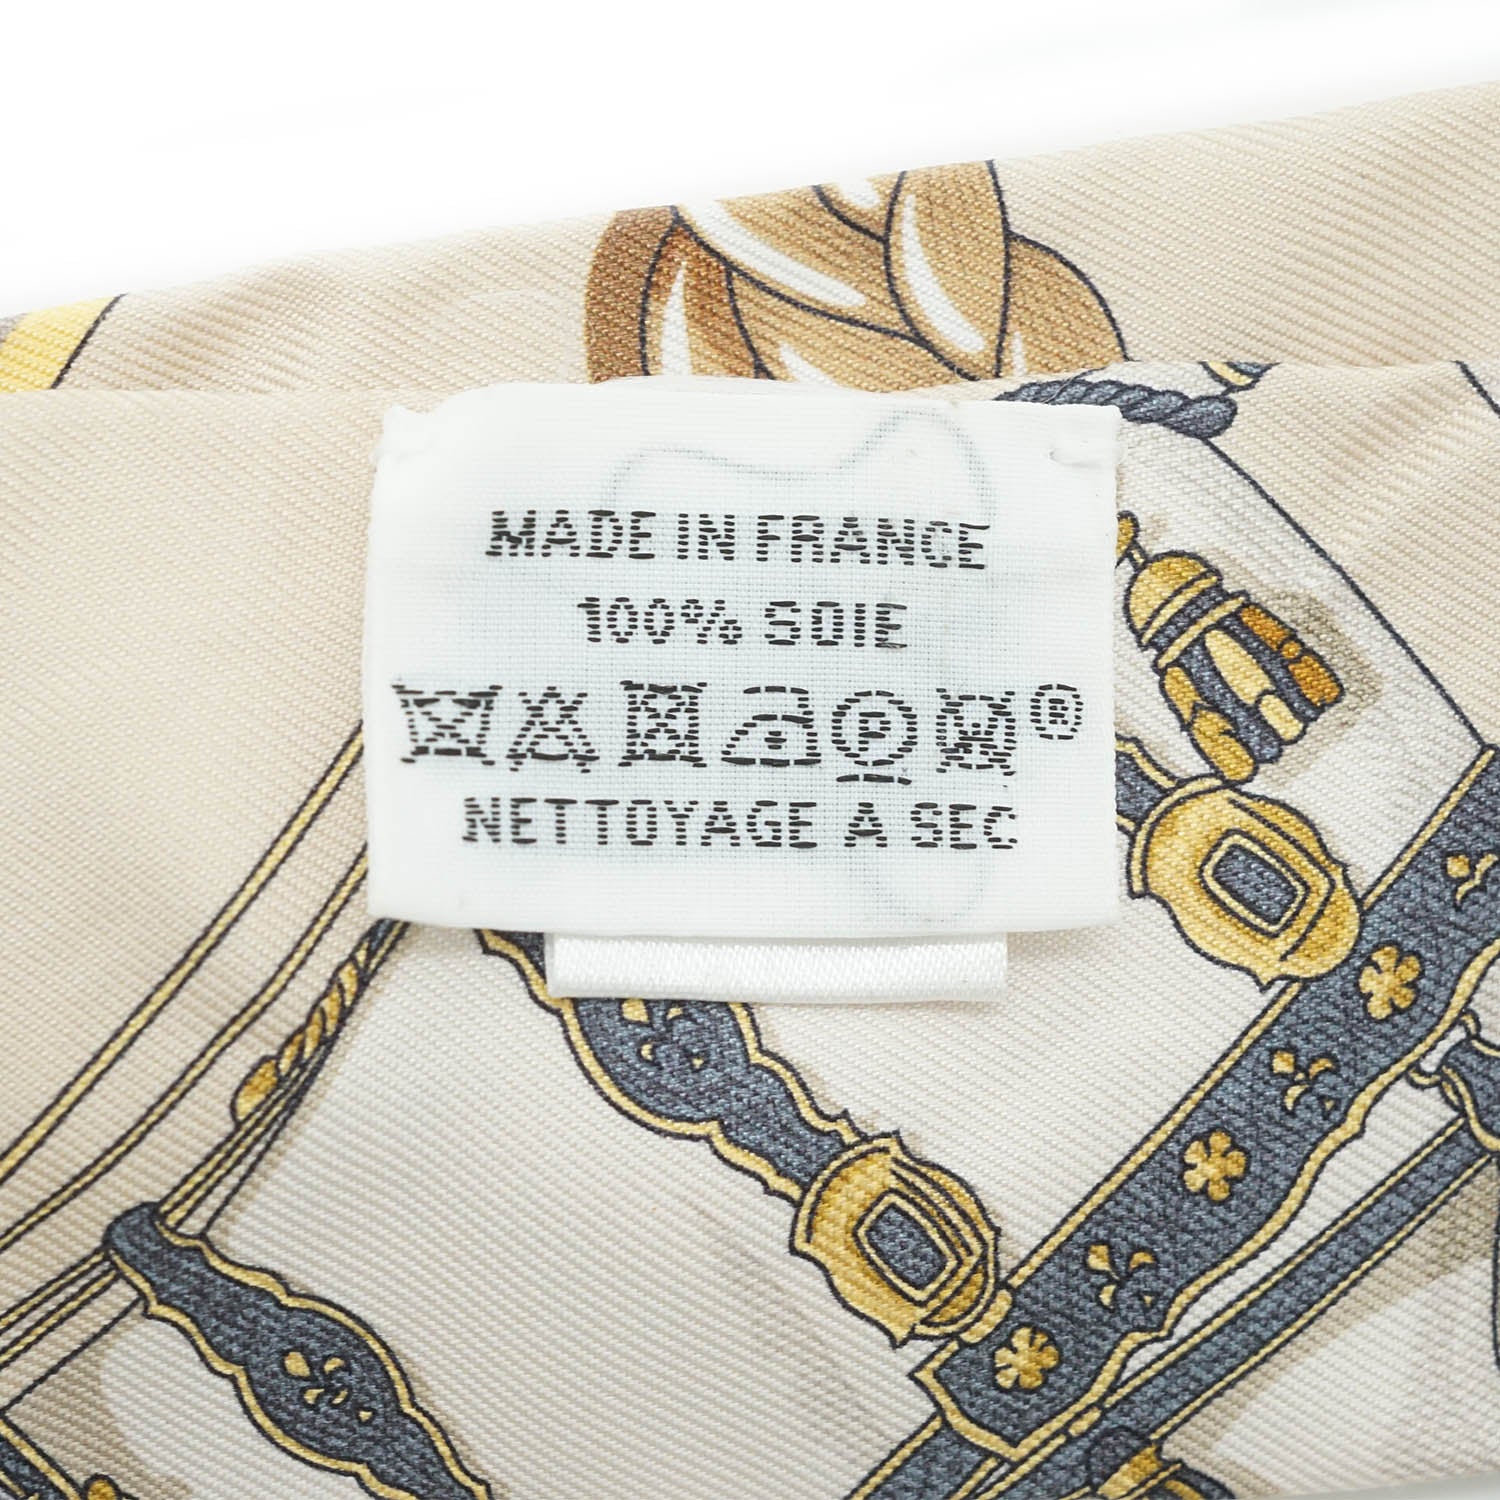 MADE IN FRANCE
100% SOIE
P ®
NETTOYAGE A SEC